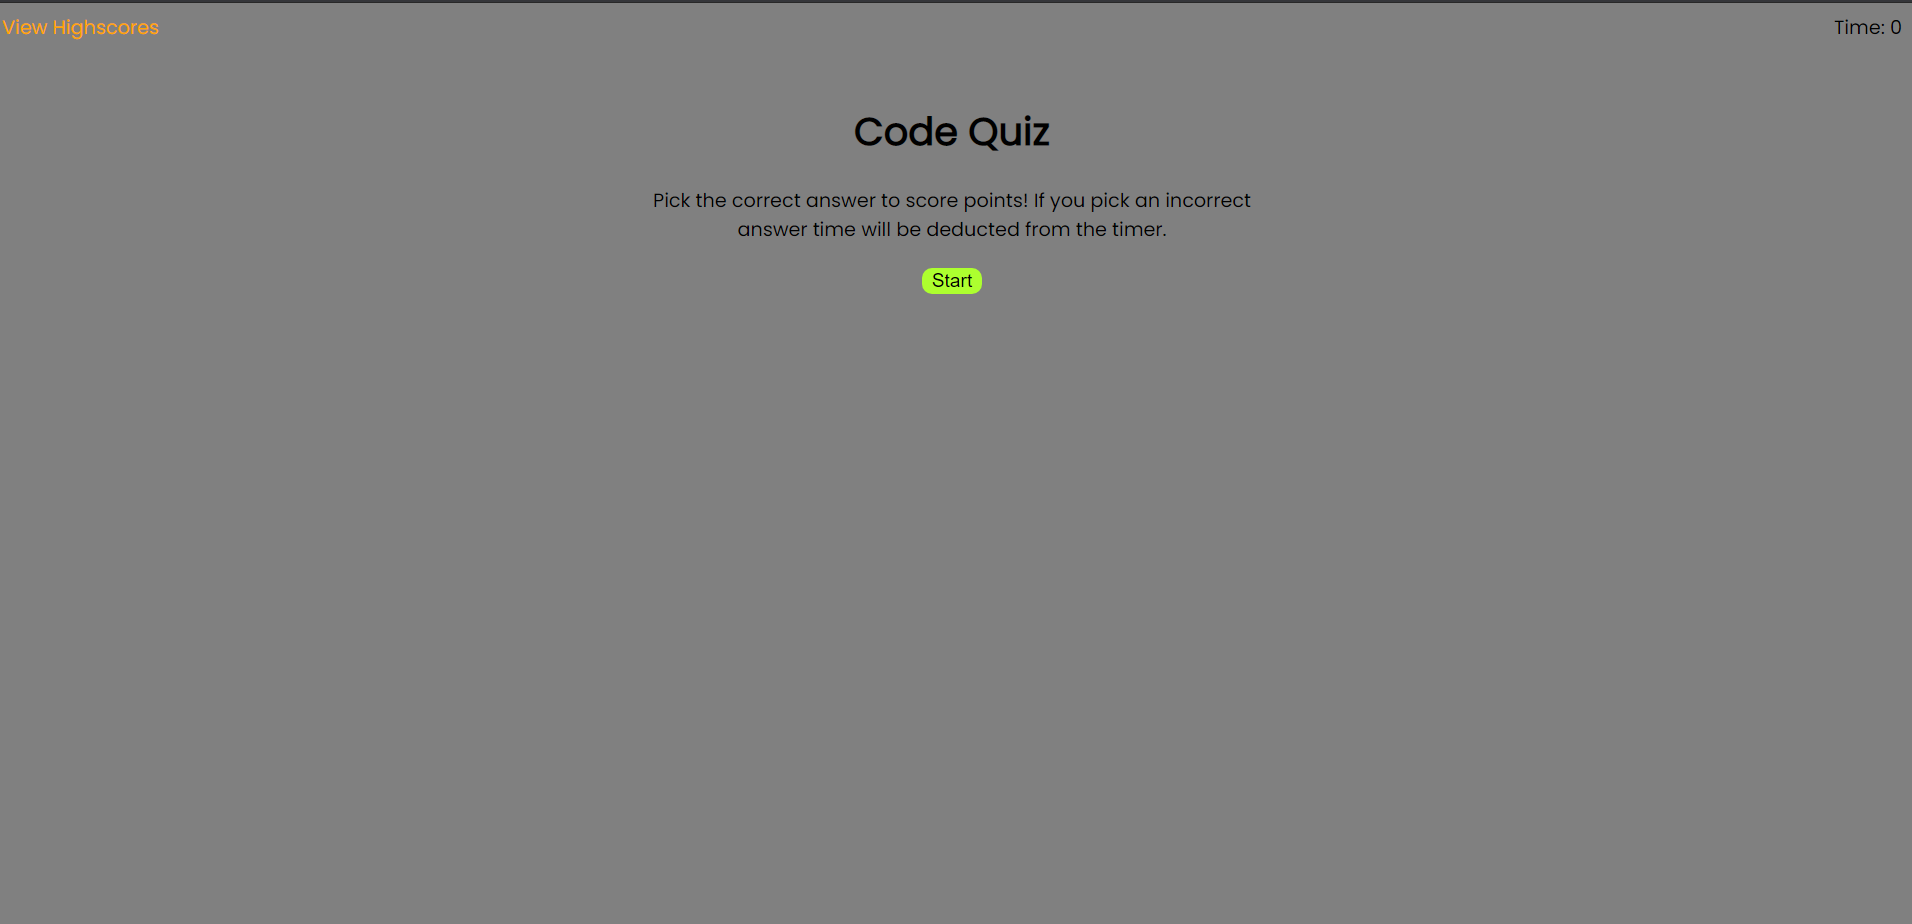 View Highscores
Time: 0
Code Quiz
Pick the correct answer to score points! If you pick an incorrect
answer time will be deducted from the timer.
Start